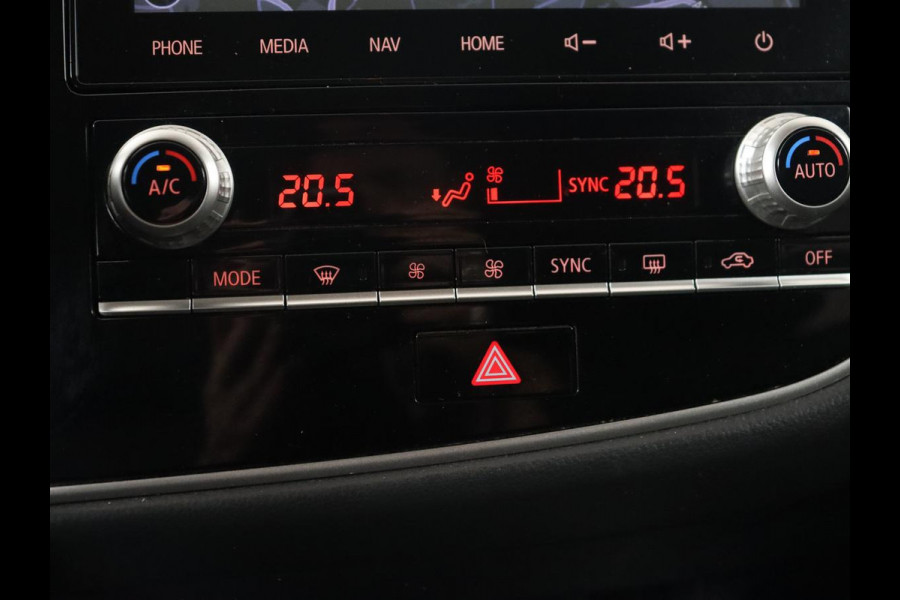 PHONE MEDIA NAV HOME
A/C 20.5 SYNC 20.5 AUTO
MODE SYNC OFF